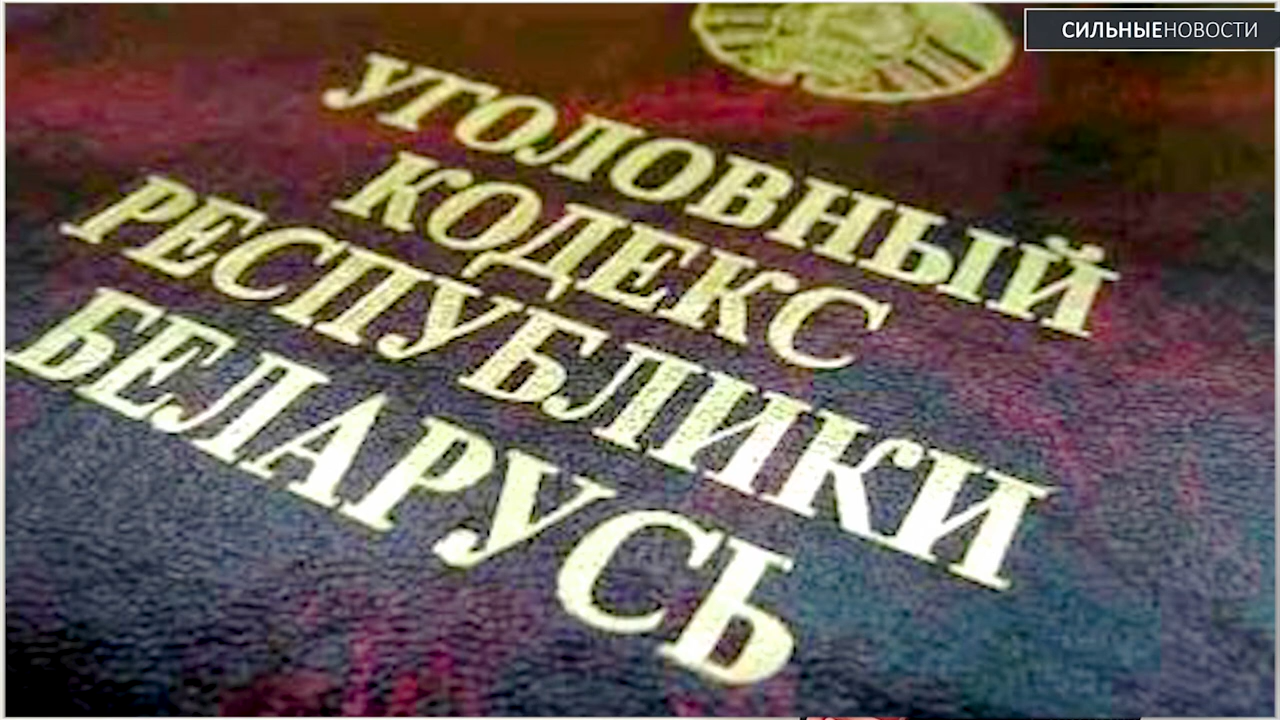 СИЛЬНЫЕНОВОСТИ
УГОЛОВНЫЙ
КОДЕКС
РЕСПУБЛИКИ
БЕЛАРУСЬ